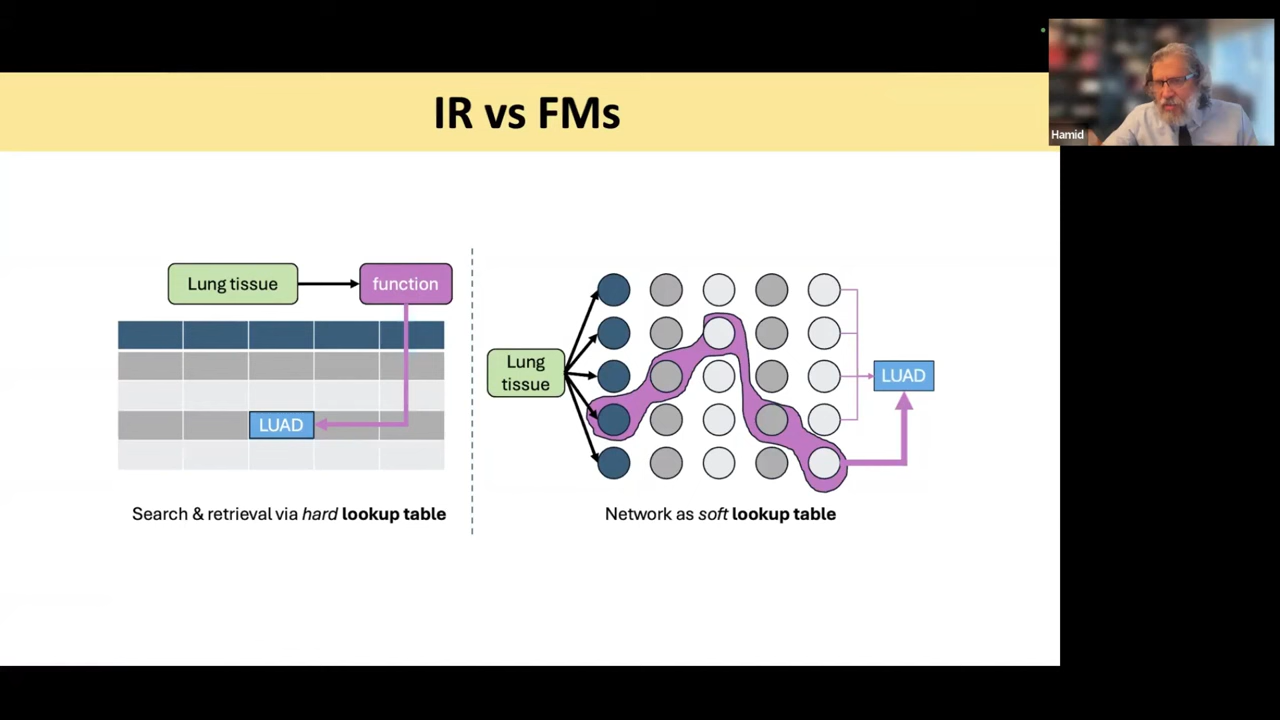 IR vs FMs
Hamid
Lung tissue
function
LUAD
Search & retrieval via hard lookup table
Lung
tissue
LUAD
Network as soft lookup table